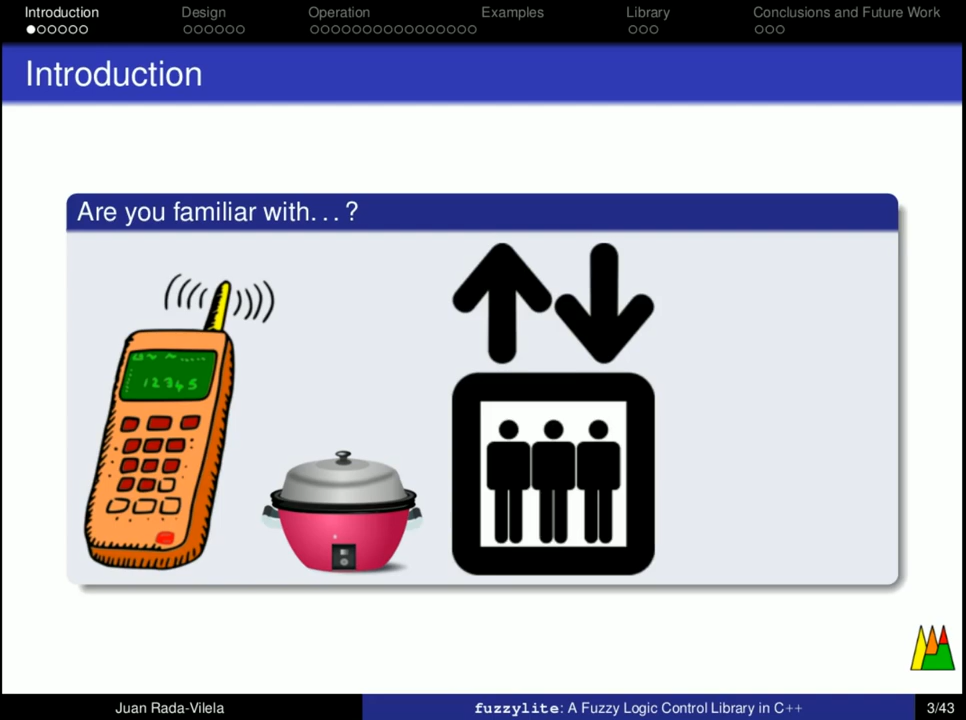 Introduction Design Operation Examples Library Conclusions and Future Work
Introduction
Are you familiar with. . . ?
12345
Juan Rada-Vilela fuzzylite: A Fuzzy Logic Control Library in C++ 3/43